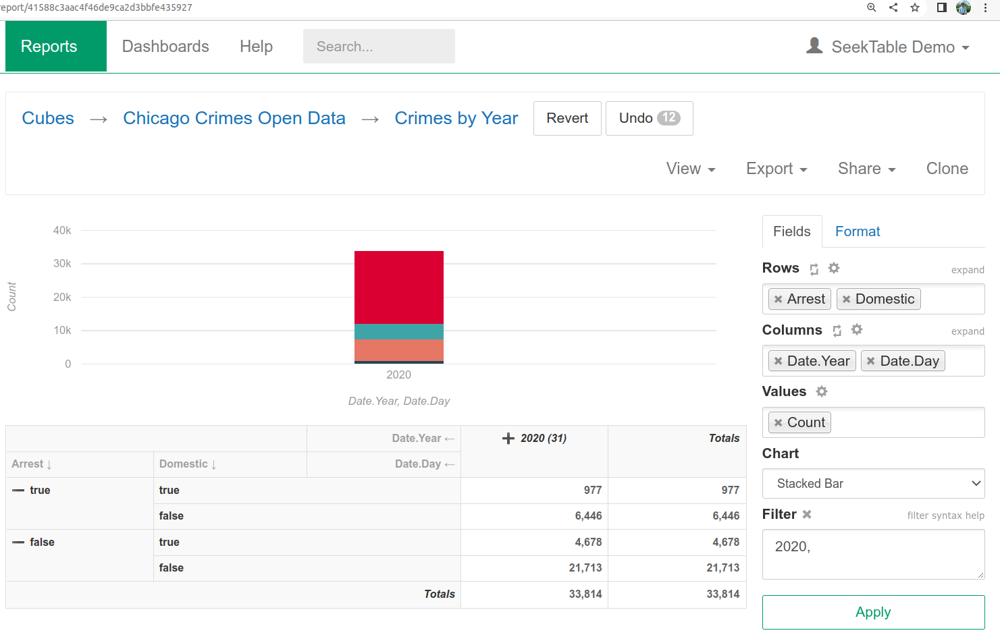 report/41588c3aac4f46de9ca2d3bbfe435927
Reports Dashboards Help Search... SeekTable Demo
Cubes → Chicago Crimes Open Data → Crimes by Year Revert Undo 12
View Export Share Clone
40k
30k
20k
10k
0
Count
2020
Date.Year, Date.Day
Date.Year ← 2020 (31) Totals
Arrest ↓ Domestic ↓ Date.Day ←
true true 977 977
false 6,446 6,446
false true 4,678 4,678
false 21,713 21,713
Totals 33,814 33,814
Fields Format
Rows expand
× Arrest × Domestic
Columns expand
× Date.Year × Date.Day
Values
× Count
Chart
Stacked Bar
Filter × filter syntax help
2020,
Apply